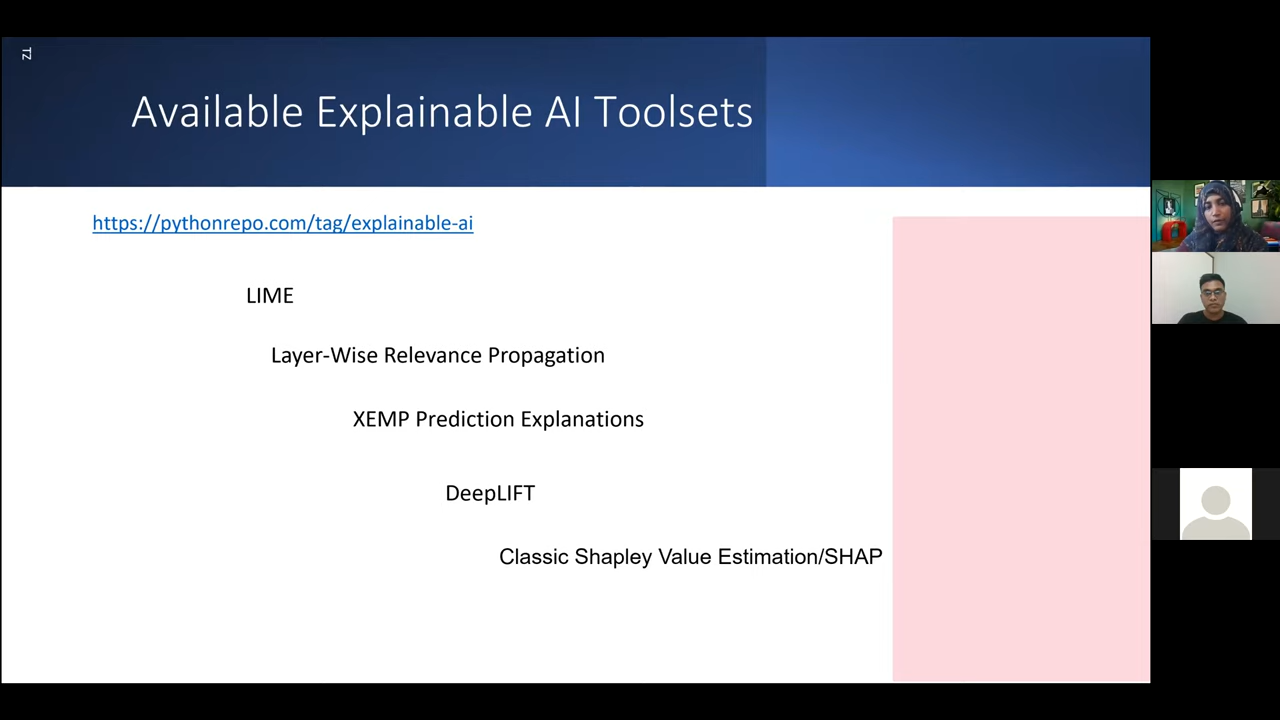 TZ
Available Explainable AI Toolsets
https://pythonrepo.com/tag/explainable-ai
LIME
Layer-Wise Relevance Propagation
XEMP Prediction Explanations
DeepLIFT
Classic Shapley Value Estimation/SHAP